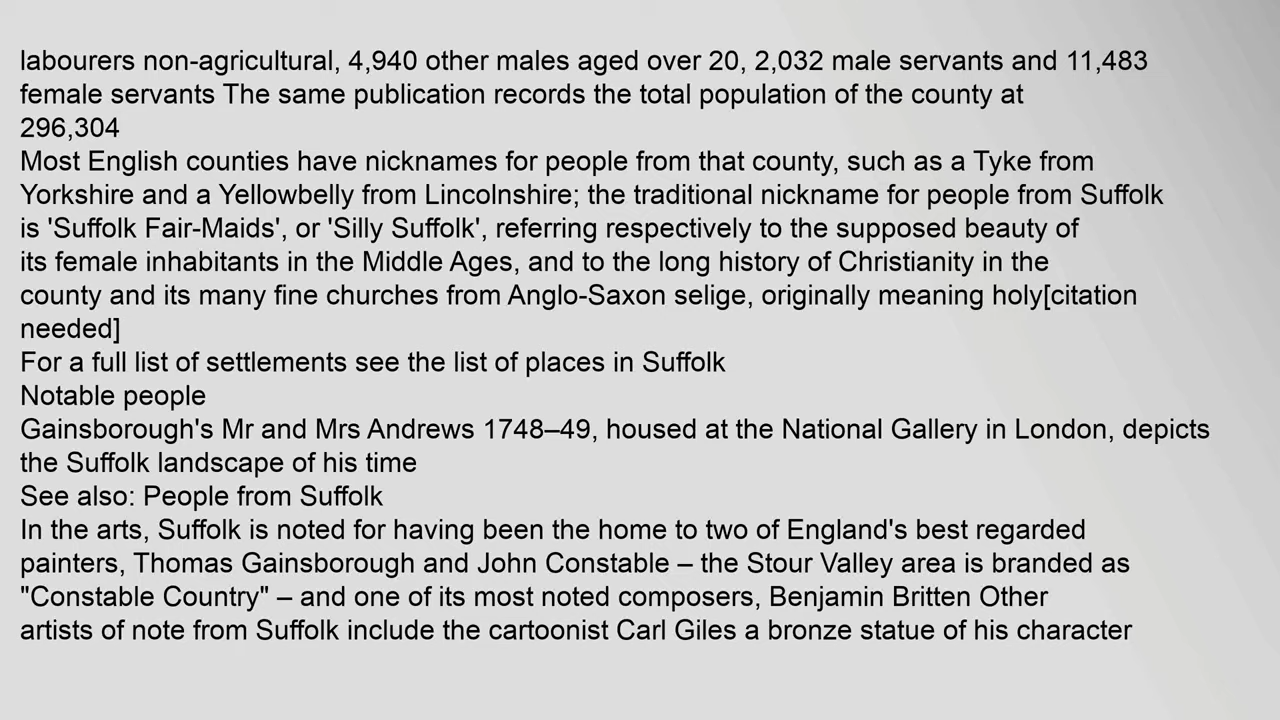 labourers non-agricultural, 4,940 other males aged over 20, 2,032 male servants and 11,483
female servants The same publication records the total population of the county at
296,304
Most English counties have nicknames for people from that county, such as a Tyke from
Yorkshire and a Yellowbelly from Lincolnshire; the traditional nickname for people from Suffolk
is 'Suffolk Fair-Maids', or 'Silly Suffolk', referring respectively to the supposed beauty of
its female inhabitants in the Middle Ages, and to the long history of Christianity in the
county and its many fine churches from Anglo-Saxon selige, originally meaning holy[citation
needed]
For a full list of settlements see the list of places in Suffolk
Notable people
Gainsborough's Mr and Mrs Andrews 1748–49, housed at the National Gallery in London, depicts
the Suffolk landscape of his time
See also: People from Suffolk
In the arts, Suffolk is noted for having been the home to two of England's best regarded
painters, Thomas Gainsborough and John Constable – the Stour Valley area is branded as
"Constable Country" – and one of its most noted composers, Benjamin Britten Other
artists of note from Suffolk include the cartoonist Carl Giles a bronze statue of his character